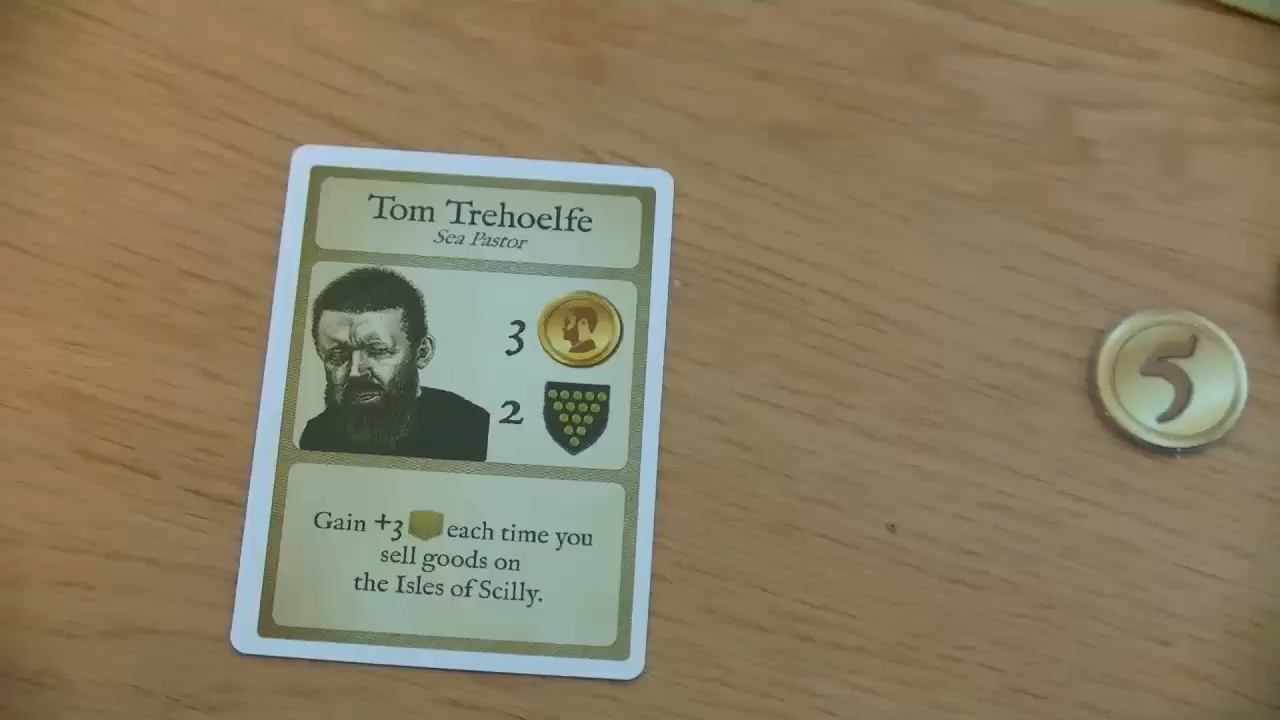 Tom Trehoelfe
Sea Pastor
3
2
Gain +3 each time you
sell goods on
the Isles of Scilly.
5